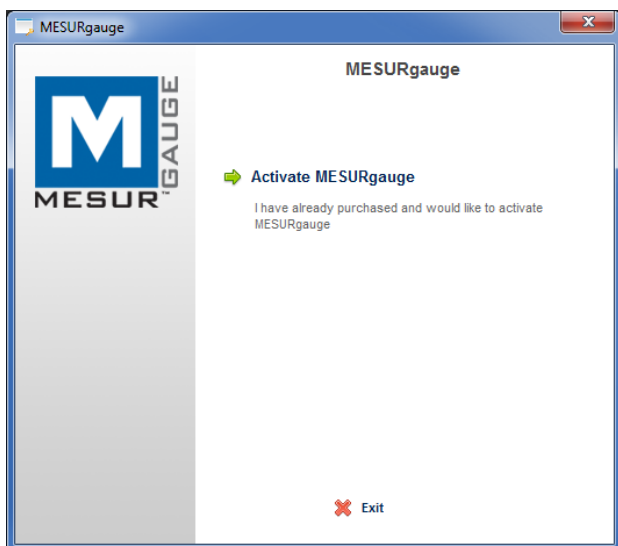 MESURgauge
MESUR™
GAUGE
MESURgauge
Activate MESURgauge
I have already purchased and would like to activate
MESURgauge
Exit